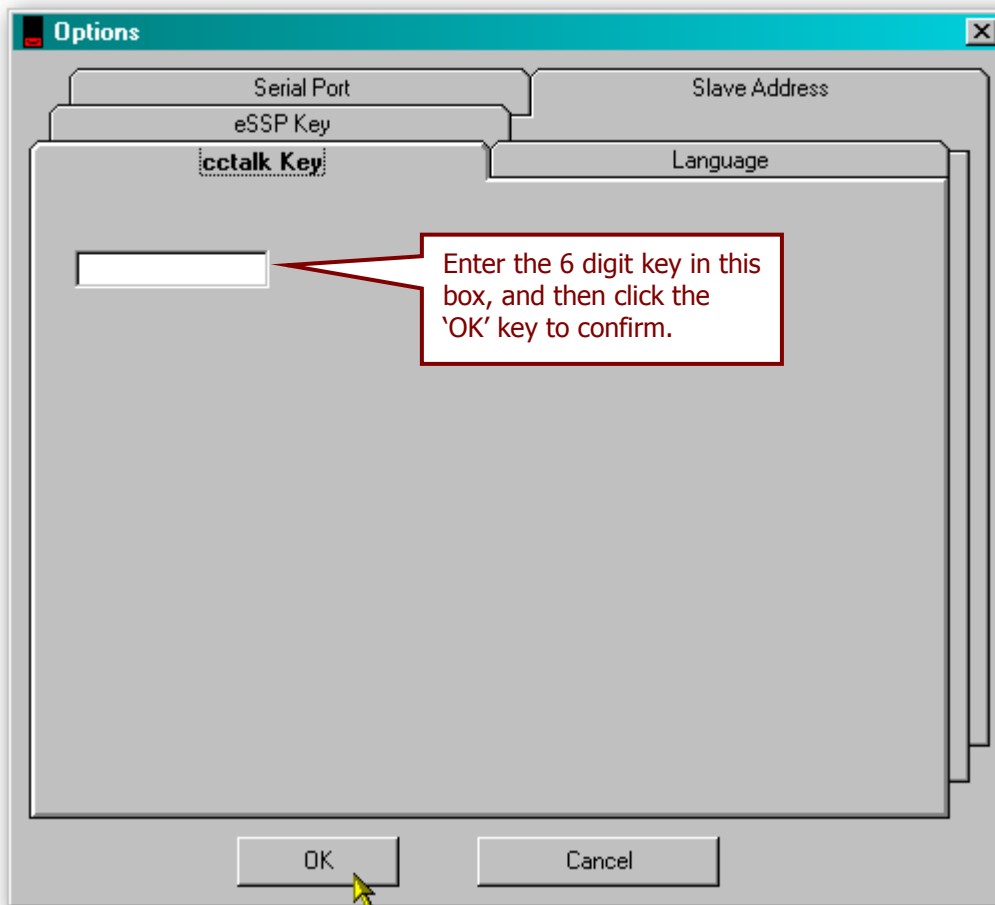 Options
Serial Port
Slave Address
eSSP Key
cctalk Key
Language
Enter the 6 digit key in this
box, and then click the
‘OK’ key to confirm.
OK
Cancel